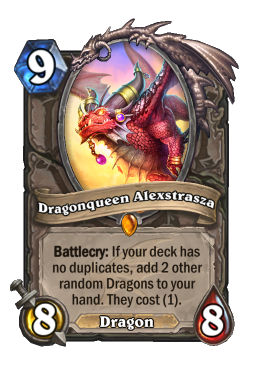 9
Dragonqueen Alexstrasza
Battlecry: If your deck has
no duplicates, add 2 other
random Dragons to your
hand. They cost (1).
8
Dragon
8